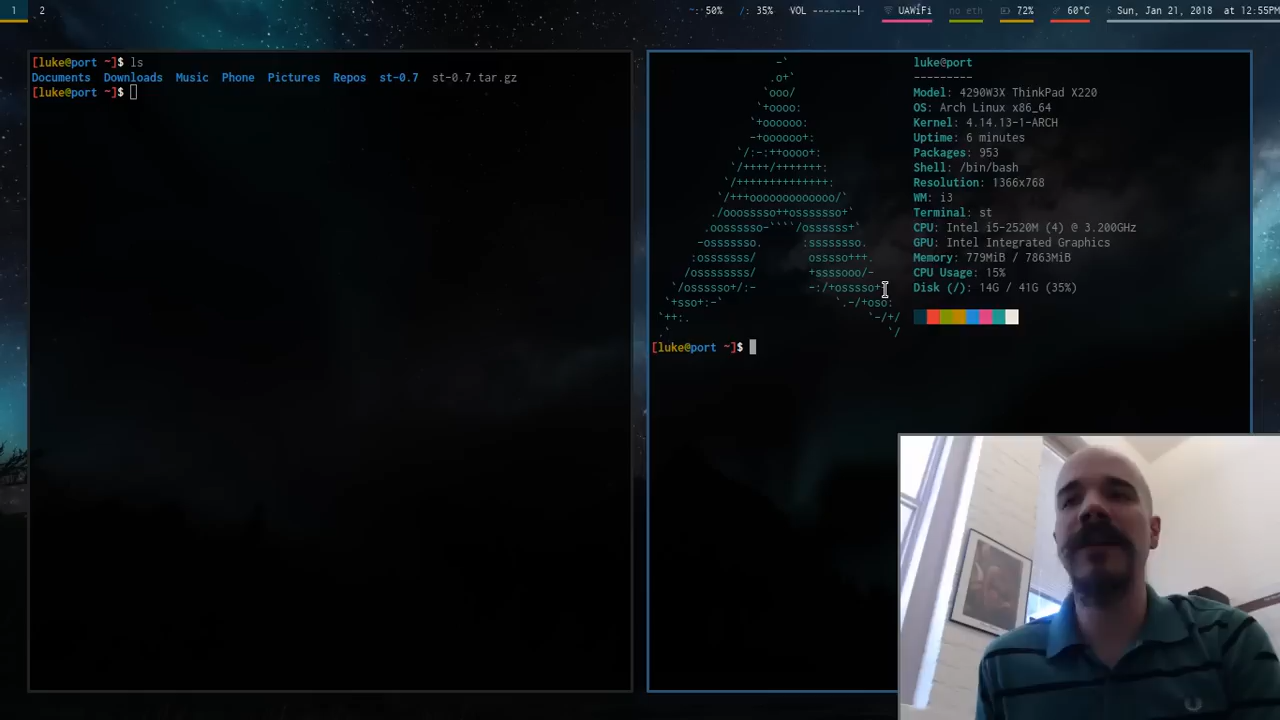 1 2 -::50% /: 35% VOL --------| UAWiFi no eth 72% 60°C Sun, Jan 21, 2018 at 12:55PM
[luke@port ~]$ ls
Documents Downloads Music Phone Pictures Repos st-0.7 st-0.7.tar.gz
[luke@port ~]$
luke@port
---------
Model: 4290W3X ThinkPad X220
OS: Arch Linux x86_64
Kernel: 4.14.13-1-ARCH
Uptime: 6 minutes
Packages: 953
Shell: /bin/bash
Resolution: 1366x768
WM: i3
Terminal: st
CPU: Intel i5-2520M (4) @ 3.200GHz
GPU: Intel Integrated Graphics
Memory: 779MiB / 7863MiB
CPU Usage: 15%
Disk (/): 14G / 41G (35%)
[luke@port ~]$